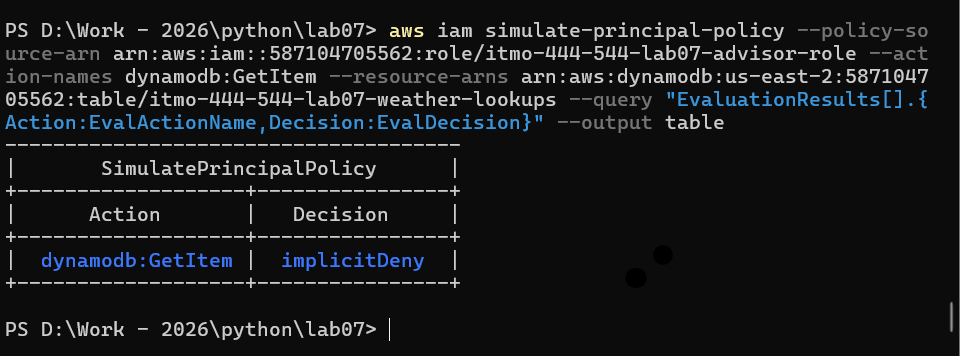 PS D:\Work - 2026\python\lab07> aws iam simulate-principal-policy --policy-so
urce-arn arn:aws:iam::587104705562:role/itmo-444-544-lab07-advisor-role --act
ion-names dynamodb:GetItem --resource-arns arn:aws:dynamodb:us-east-2:5871047
05562:table/itmo-444-544-lab07-weather-lookups --query "EvaluationResults[].{
Action:EvalActionName,Decision:EvalDecision}" --output table
--------------------------------------
|       SimulatePrincipalPolicy      |
+--------------------+----------------+
|       Action       |   Decision     |
+--------------------+----------------+
|  dynamodb:GetItem  |  implicitDeny  |
+--------------------+----------------+
PS D:\Work - 2026\python\lab07>